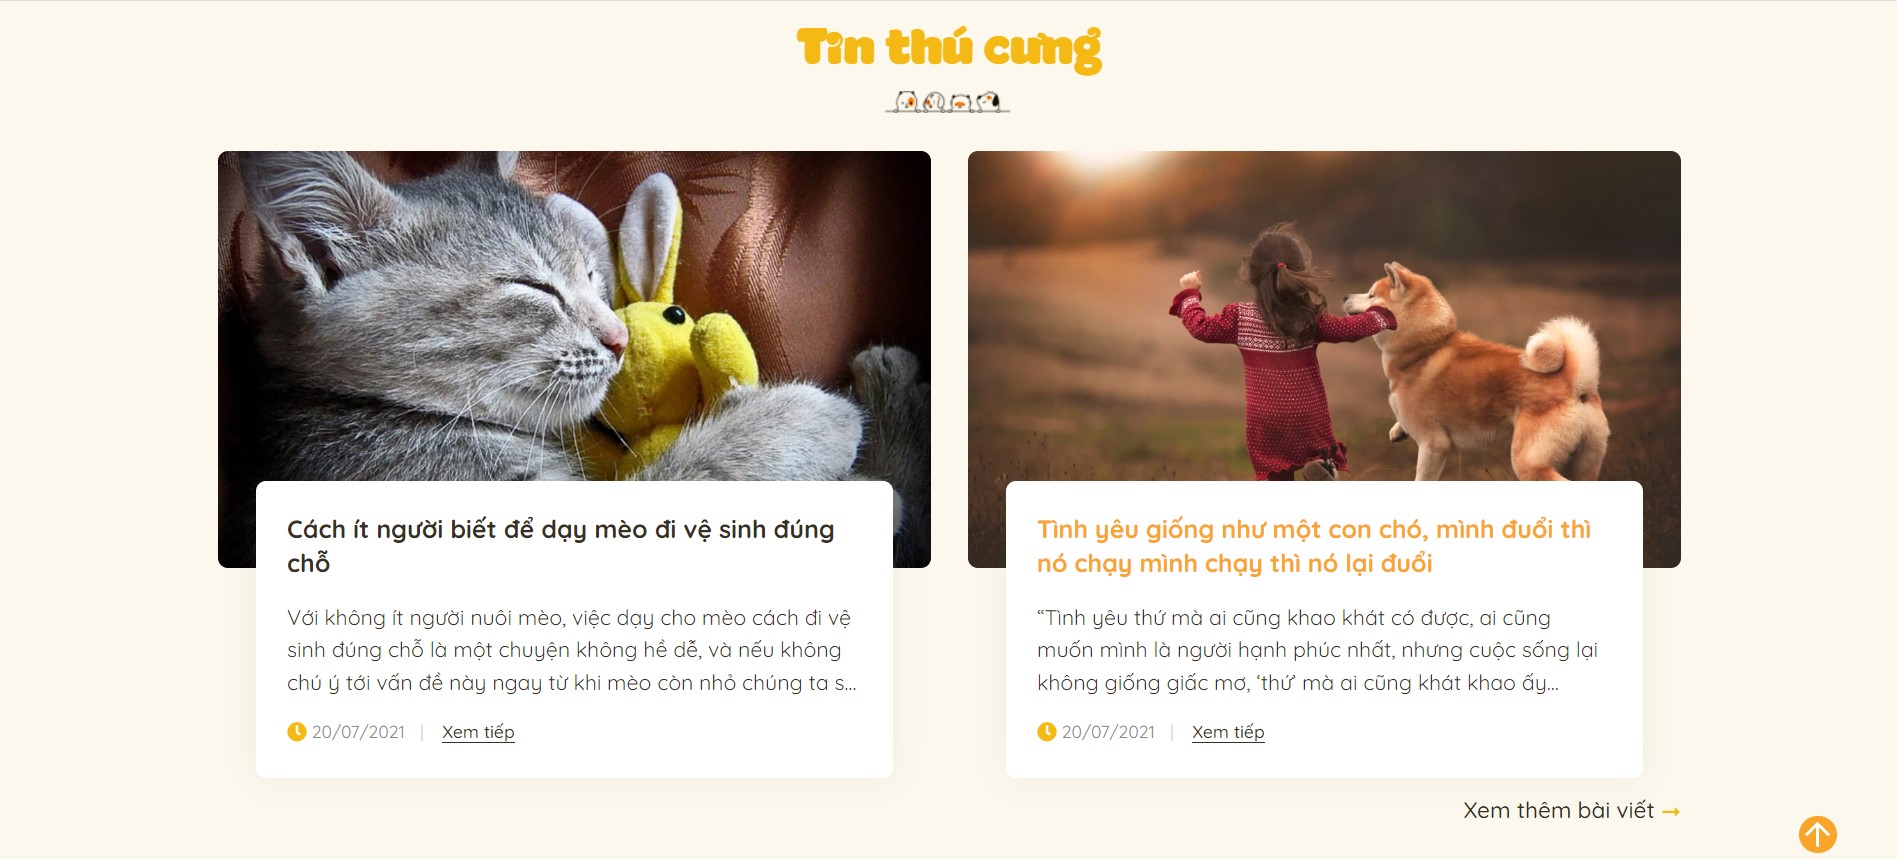 Tin thú cưng
Cách ít người biết để dạy mèo đi vệ sinh đúng
chỗ
Với không ít người nuôi mèo, việc dạy cho mèo cách đi vệ
sinh đúng chỗ là một chuyện không hề dễ, và nếu không
chú ý tới vấn đề này ngay từ khi mèo còn nhỏ chúng ta s...
20/07/2021 | Xem tiếp
Tình yêu giống như một con chó, mình đuổi thì
nó chạy mình chạy thì nó lại đuổi
“Tình yêu thứ mà ai cũng khao khát có được, ai cũng
muốn mình là người hạnh phúc nhất, nhưng cuộc sống lại
không giống giấc mơ, ‘thứ’ mà ai cũng khát khao ấy...
20/07/2021 | Xem tiếp
Xem thêm bài viết →